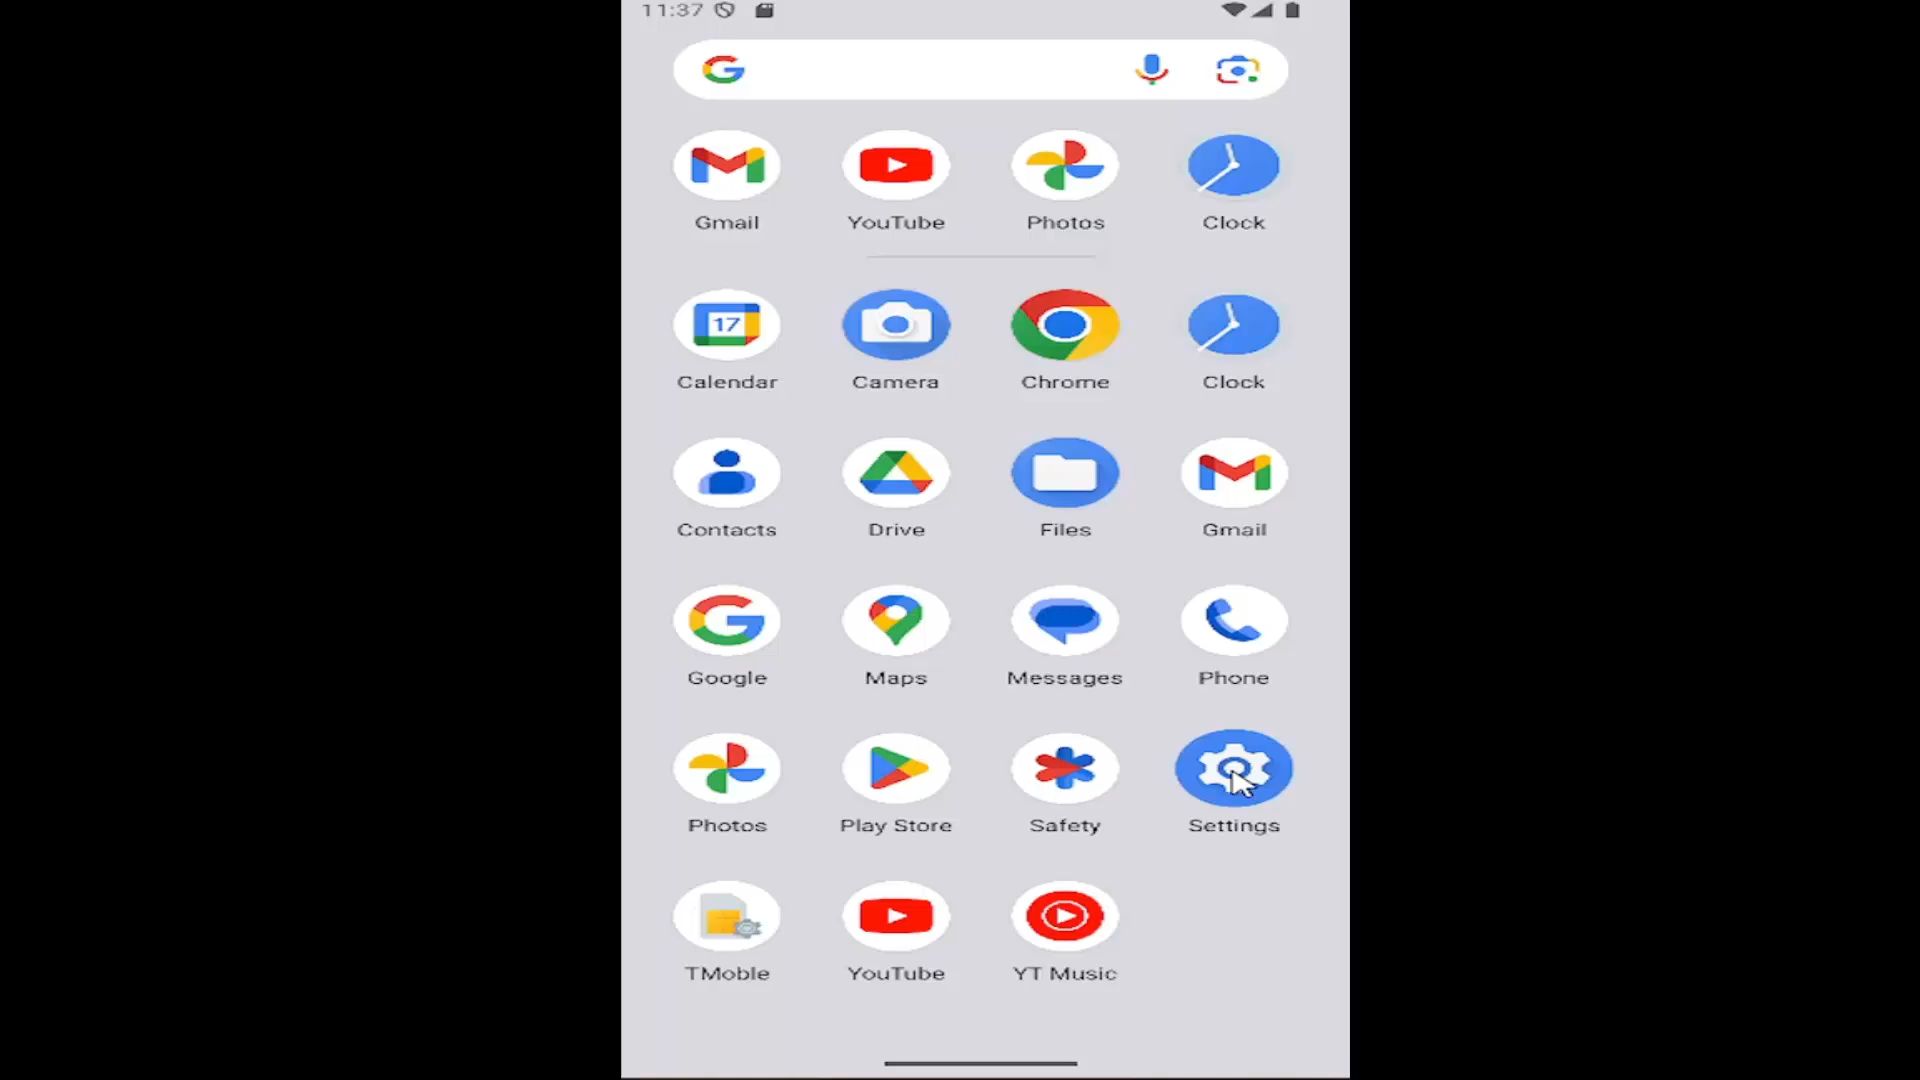 11:37
Gmail YouTube Photos Clock
17
Calendar Camera Chrome Clock
Contacts Drive Files Gmail
Google Maps Messages Phone
Photos Play Store Safety Settings
TMoble YouTube YT Music